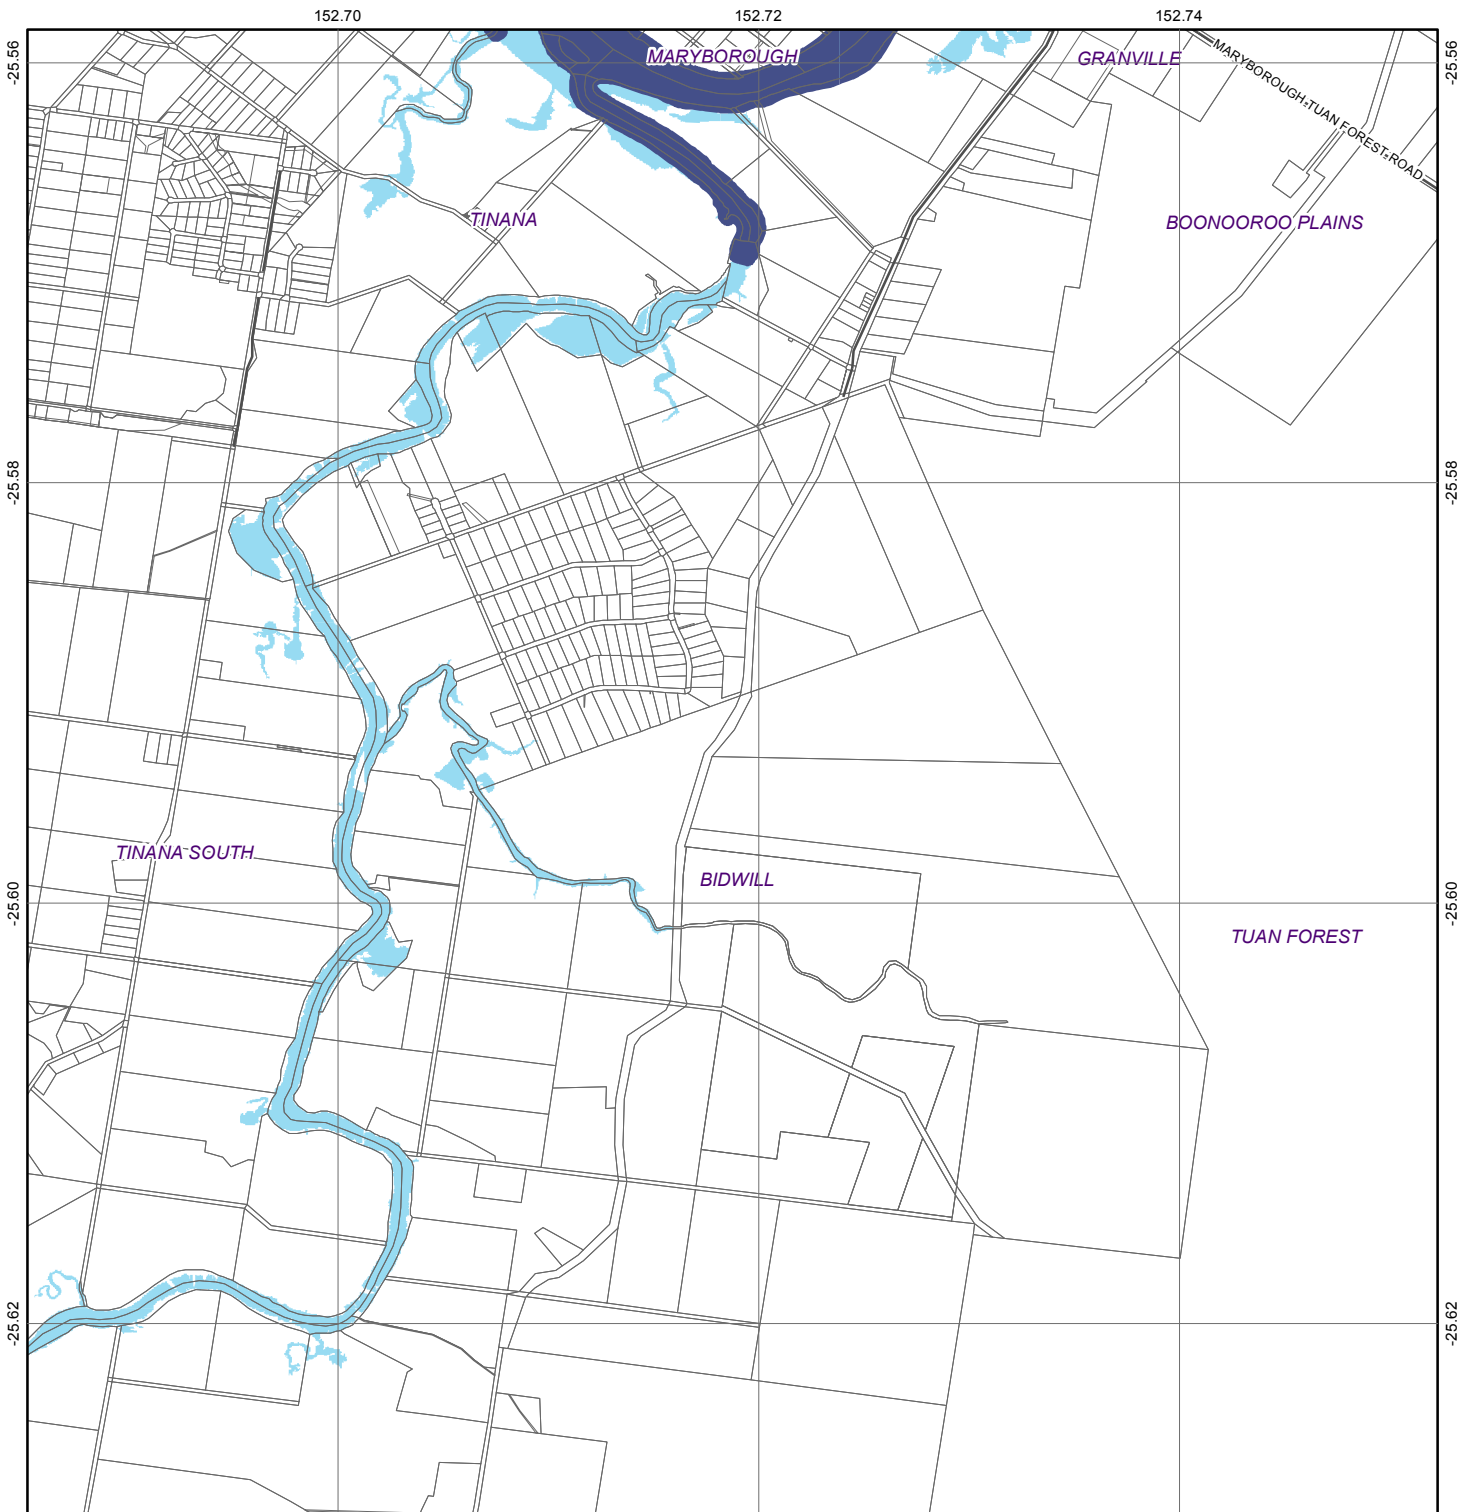 152.70
152.72
152.74
-25.56
-25.56
MARYBOROUGH
GRANVILLE
MARYBOROUGH-TUAN FOREST-ROAD
TINANA
BOONOOROO PLAINS
-25.58
-25.58
TINANA SOUTH
BIDWILL
-25.60
-25.60
TUAN FOREST
-25.62
-25.62